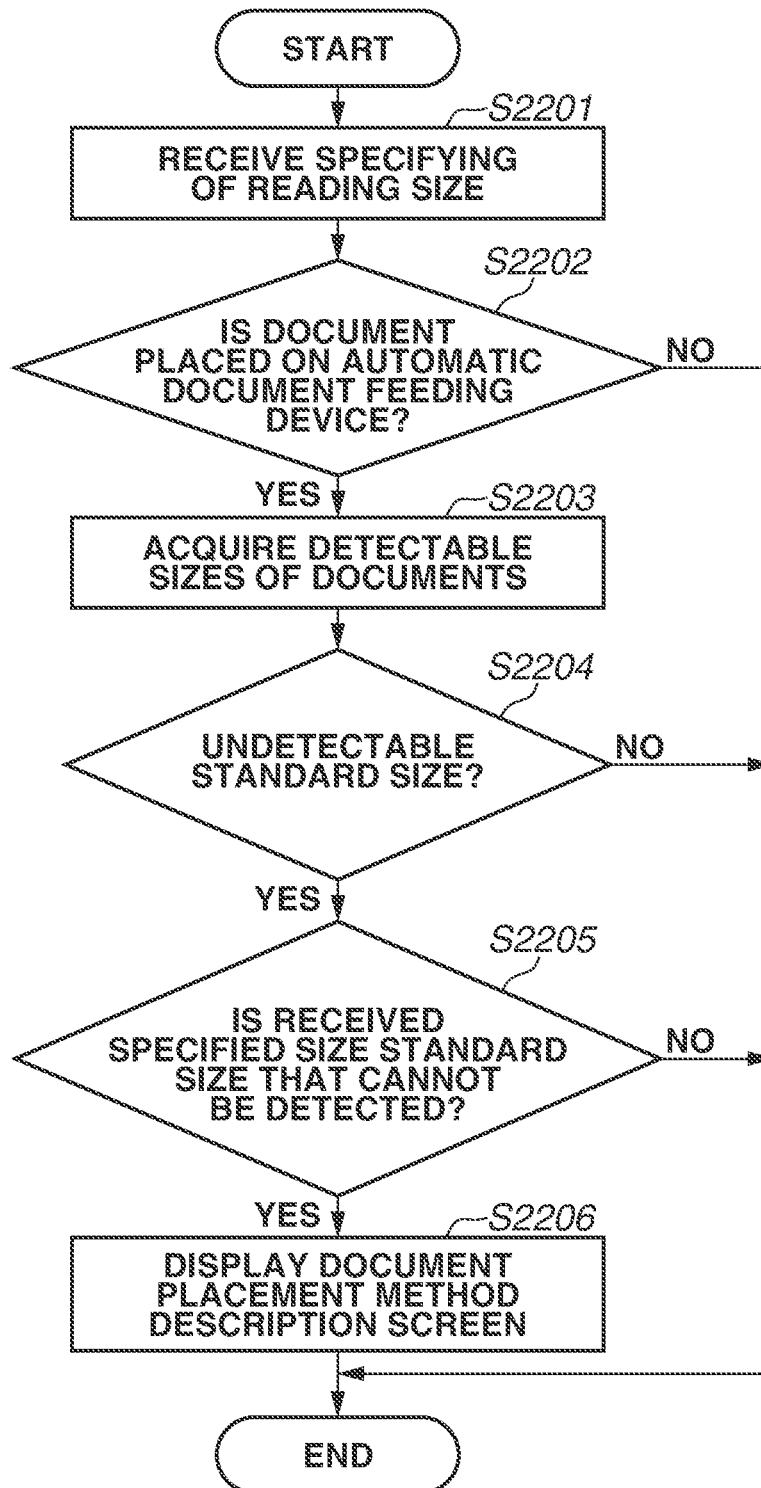 START
S2201
RECEIVE SPECIFYING
OF READING SIZE
S2202
IS DOCUMENT
PLACED ON AUTOMATIC
DOCUMENT FEEDING
DEVICE?
NO
YES
S2203
ACQUIRE DETECTABLE
SIZES OF DOCUMENTS
S2204
UNDETECTABLE
STANDARD SIZE?
NO
YES
S2205
IS RECEIVED
SPECIFIED SIZE STANDARD
SIZE THAT CANNOT
BE DETECTED?
NO
YES
S2206
DISPLAY DOCUMENT
PLACEMENT METHOD
DESCRIPTION SCREEN
END